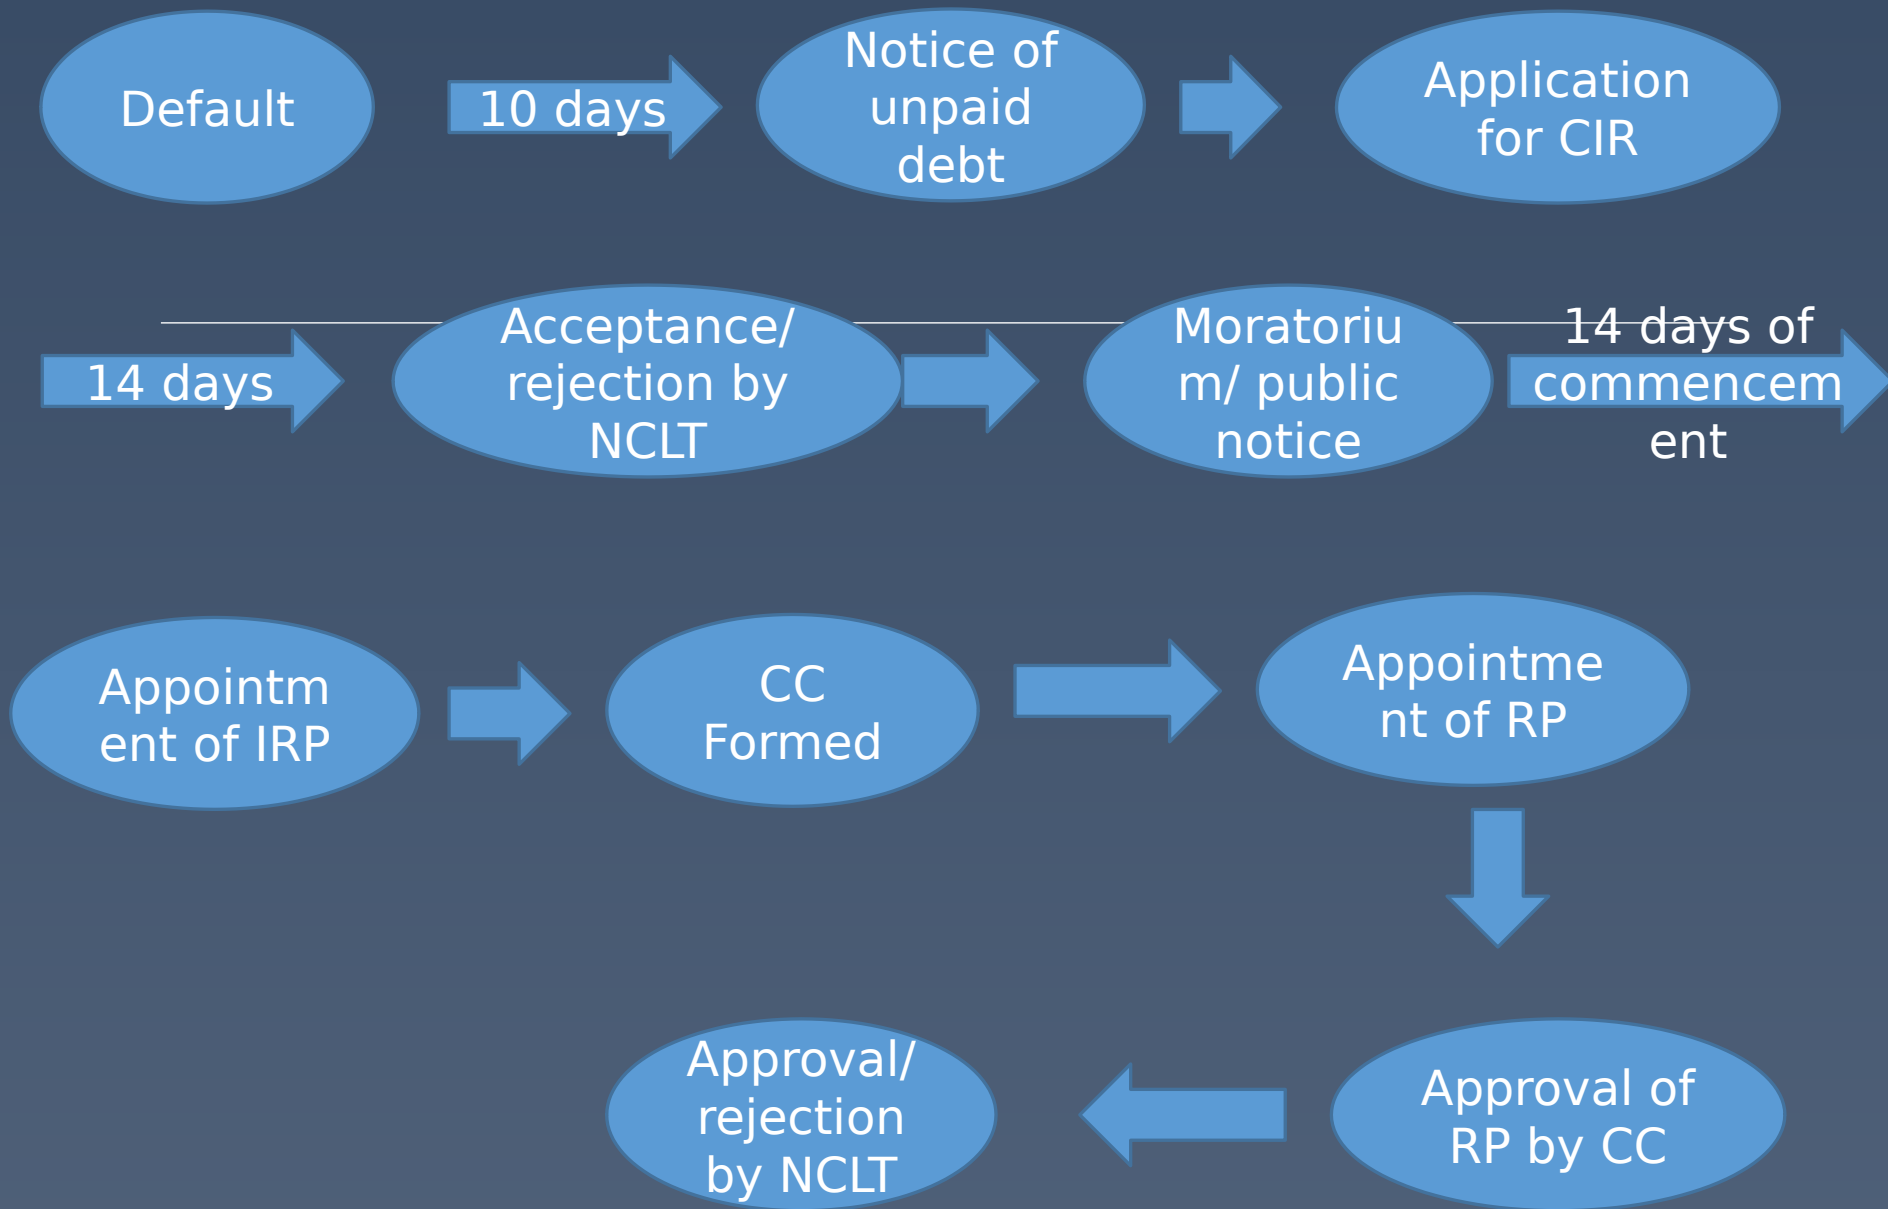 Default
10 days
Notice of
unpaid
debt
Application
for CIR
14 days
Acceptance/
rejection by
NCLT
Moratoriu
m/ public
notice
14 days of
commencem
ent
Appointm
ent of IRP
CC
Formed
Appointme
nt of RP
Approval/
rejection
by NCLT
Approval of
RP by CC